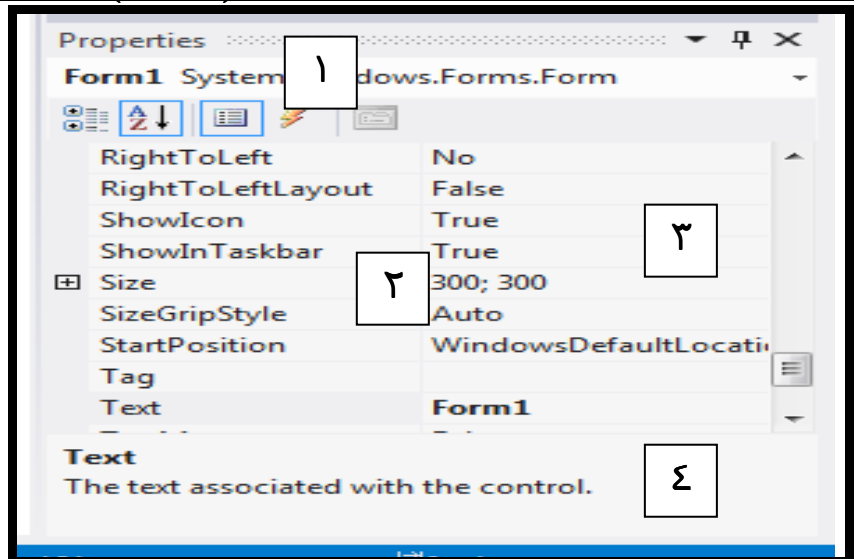 Properties
١
Form1 System dows.Forms.Form
RightToLeft No
RightToLeftLayout False
ShowIcon True
٣
ShowInTaskbar True
٢
Size 300; 300
SizeGripStyle Auto
StartPosition WindowsDefaultLocati
Tag
Text Form1
Text
The text associated with the control.
٤